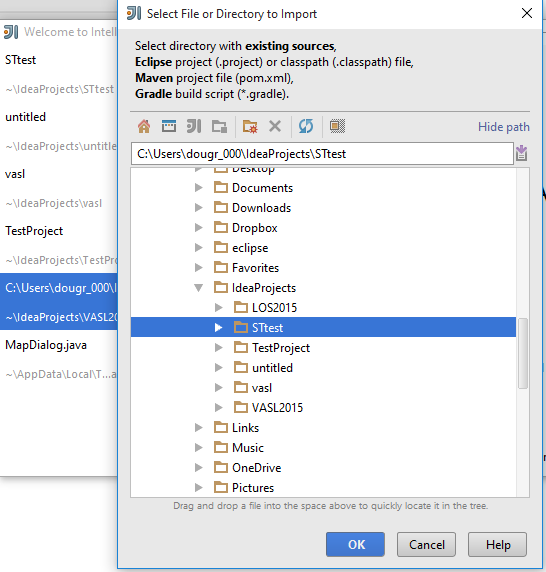 Select File or Directory to Import
Select directory with existing sources,
Eclipse project (.project) or classpath (.classpath) file,
Maven project file (pom.xml),
Gradle build script (*.gradle).
Hide path
C:\Users\dougr_000\IdeaProjects\STtest
Desktop
Documents
Downloads
Dropbox
eclipse
Favorites
IdeaProjects
LOS2015
STtest
TestProject
untitled
vasl
VASL2015
Links
Music
OneDrive
Pictures
Drag and drop a file into the space above to quickly locate it in the tree.
OK Cancel Help
Welcome to Intell
STtest
~\IdeaProjects\STtest
untitled
~\IdeaProjects\untitle
vasl
~\IdeaProjects\vasl
TestProject
~\IdeaProjects\TestPro
C:\Users\dougr_000\I
~\IdeaProjects\VASL20
MapDialog.java
~\AppData\Local\T...a